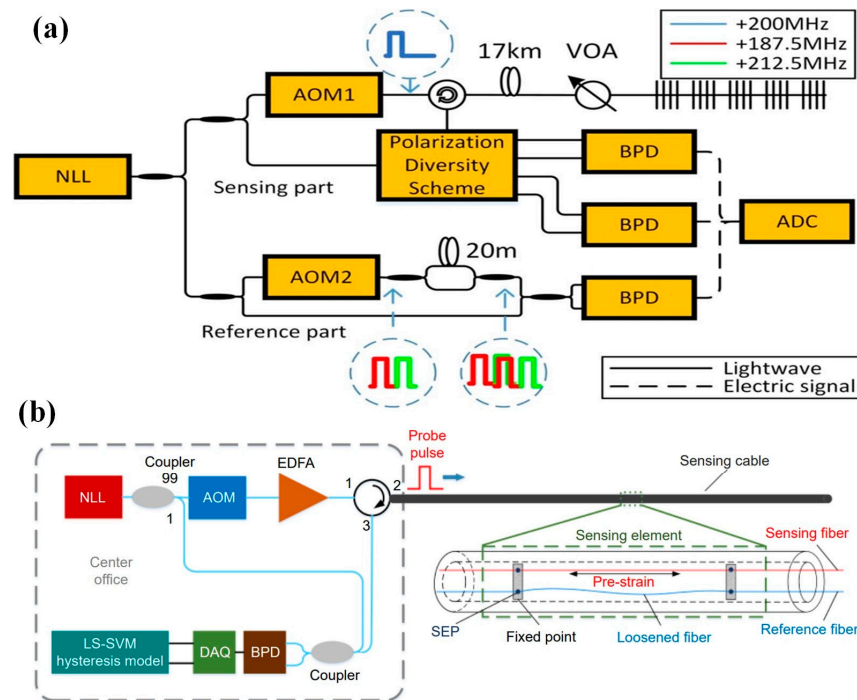 (a)
+200MHz
+187.5MHz
+212.5MHz
17km
VOA
AOM1
NLL
Sensing part
Polarization
Diversity
Scheme
BPD
BPD
ADC
20m
AOM2
BPD
Reference part
Lightwave
Electric signal
(b)
Probe
pulse
Coupler
EDFA
99
1
2
Sensing cable
NLL
AOM
1
3
Center
office
Sensing element
Sensing fiber
Pre-strain
SEP
Fixed point
Loosened fiber
Reference fiber
LS-SVM
hysteresis model
DAQ
BPD
Coupler